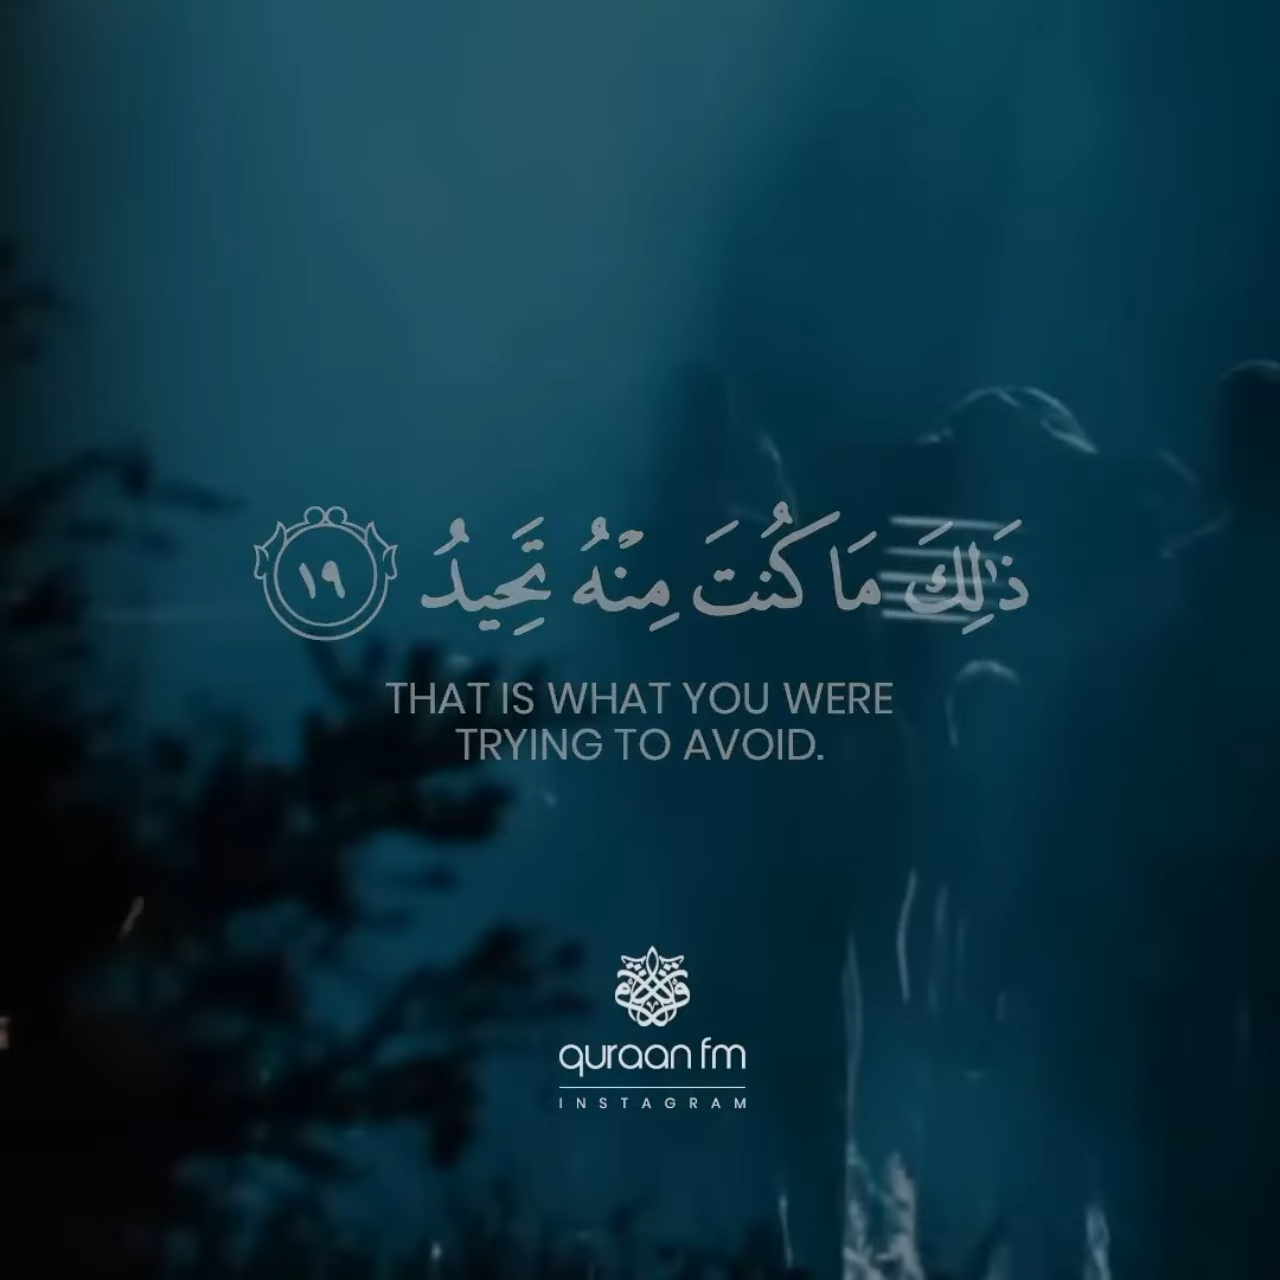 ذَٰلِكَ مَا كُنتَ مِنْهُ تَحِيدُ ١٩
THAT IS WHAT YOU WERE
TRYING TO AVOID.
quraan fm
INSTAGRAM